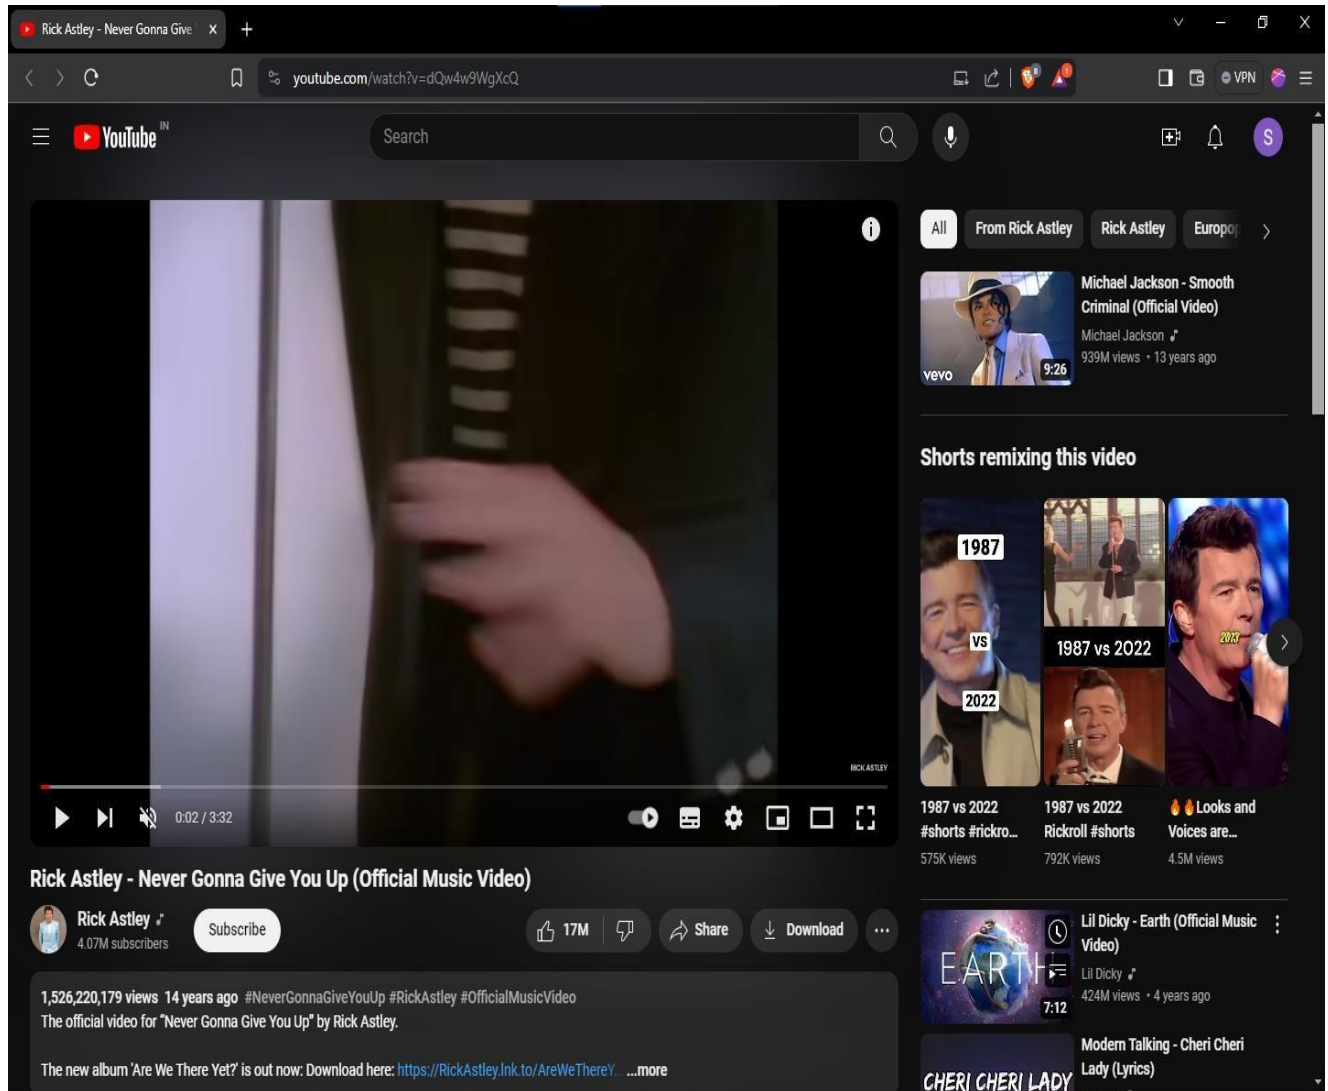 Rick Astley - Never Gonna Give
youtube.com/watch?v=dQw4w9WgXcQ
8
1
VPN
YouTube IN
Search
S
RICK ASTLEY
0:02 / 3:32
Rick Astley - Never Gonna Give You Up (Official Music Video)
Rick Astley
4.07M subscribers
Subscribe
17M
Share
Download
1,526,220,179 views 14 years ago #NeverGonnaGiveYouUp #RickAstley #OfficialMusicVideo
The official video for “Never Gonna Give You Up” by Rick Astley.
The new album 'Are We There Yet?' is out now: Download here: https://RickAstley.lnk.to/AreWeThereY... ...more
All
From Rick Astley
Rick Astley
Europop
vevo
9:26
Michael Jackson - Smooth
Criminal (Official Video)
Michael Jackson
939M views • 13 years ago
Shorts remixing this video
1987
VS
2022
1987 vs 2022
#shorts #rickro...
575K views
1987 vs 2022
1987 vs 2022
Rickroll #shorts
792K views
2013
🔥🔥Looks and
Voices are...
4.5M views
EARTH
7:12
Lil Dicky - Earth (Official Music
Video)
Lil Dicky
424M views • 4 years ago
CHERI CHERI LADY
Modern Talking - Cheri Cheri
Lady (Lyrics)